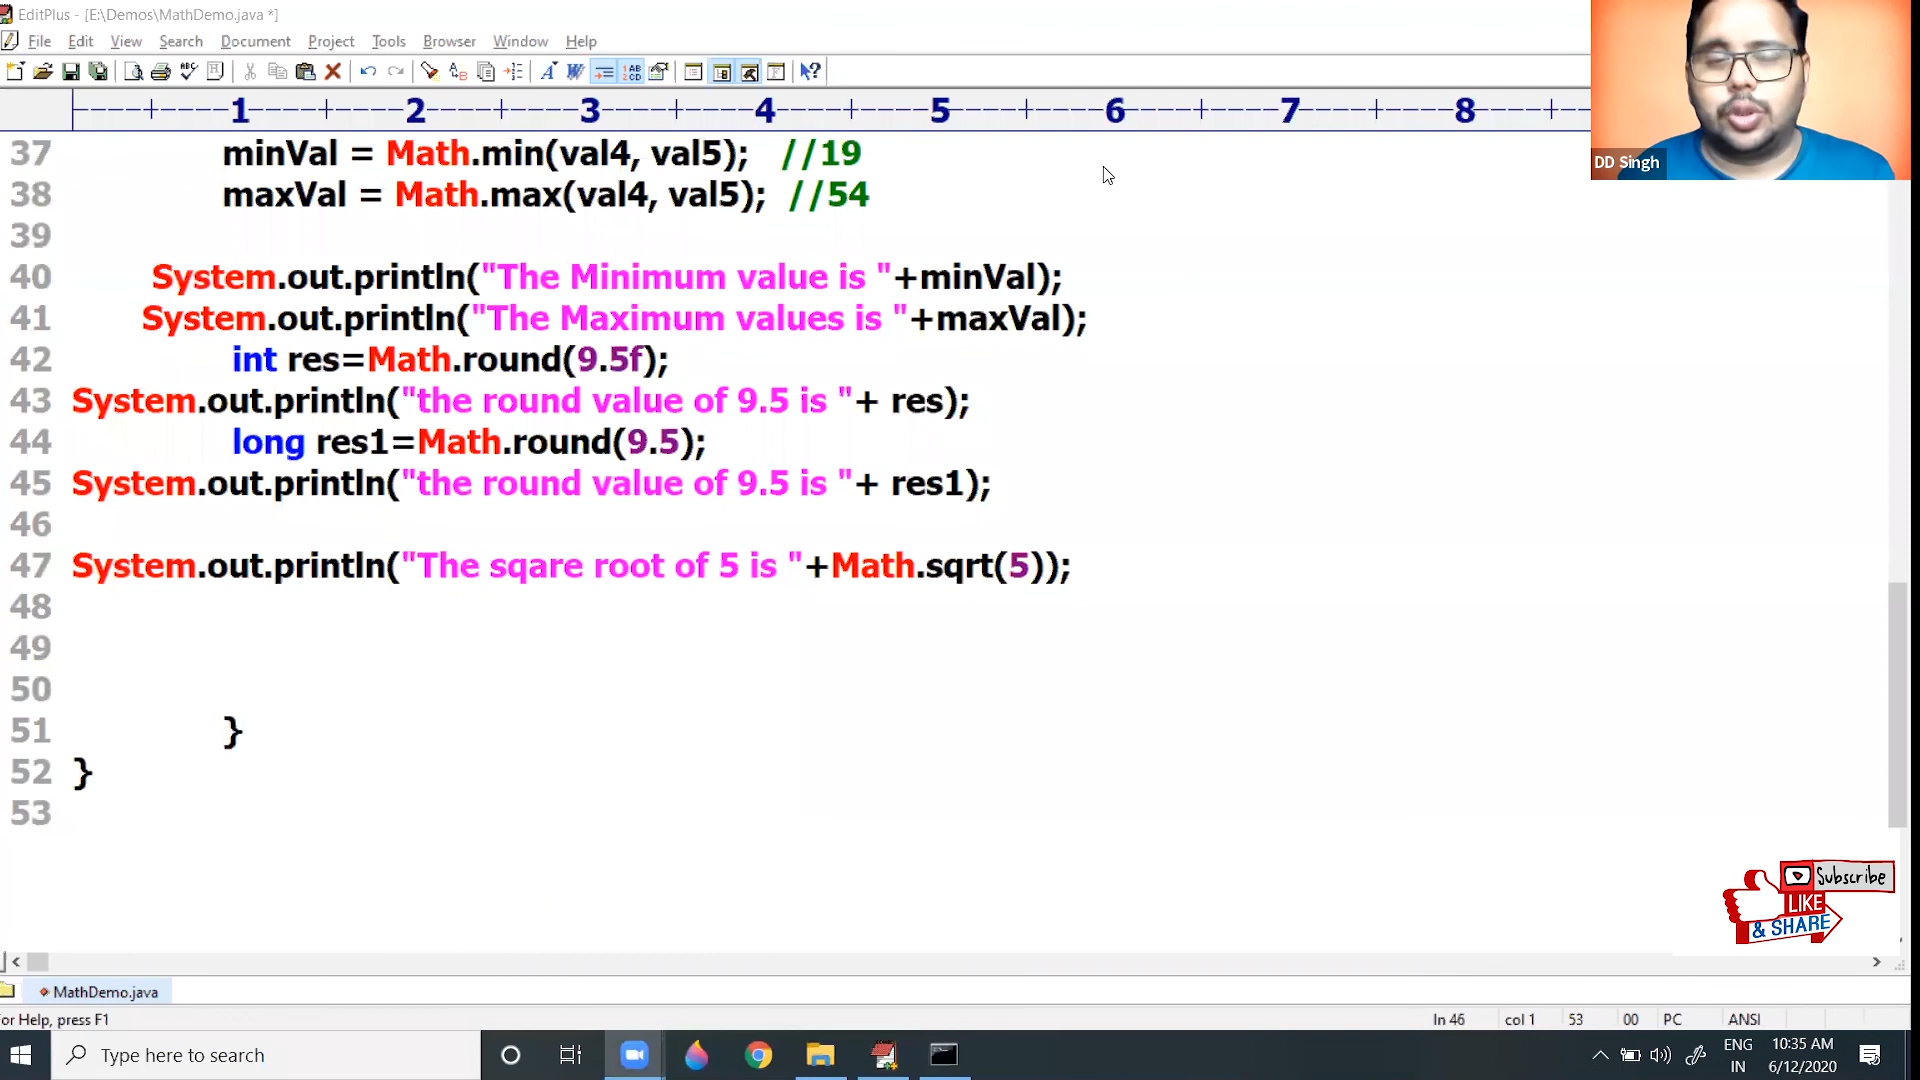 EditPlus - [E:\Demos\MathDemo.java *]
File Edit View Search Document Project Tools Browser Window Help
1 2 3 4 5 6 7 8
37 minVal = Math.min(val4, val5); //19
38 maxVal = Math.max(val4, val5); //54
39
40 System.out.println("The Minimum value is "+minVal);
41 System.out.println("The Maximum values is "+maxVal);
42 int res=Math.round(9.5f);
43 System.out.println("the round value of 9.5 is "+ res);
44 long res1=Math.round(9.5);
45 System.out.println("the round value of 9.5 is "+ res1);
46
47 System.out.println("The sqare root of 5 is "+Math.sqrt(5));
48
49
50
51 }
52 }
53
DD Singh
Subscribe
LIKE
& SHARE
MathDemo.java
or Help, press F1
ln 46 col 1 53 00 PC ANSI
Type here to search
ENG
IN
10:35 AM
6/12/2020